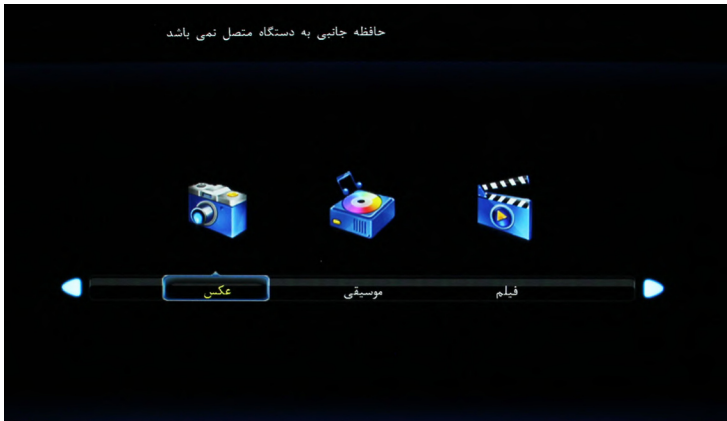 حافظه جانبی به دستگاه متصل نمی باشد
عکس
موسیقی
فیلم